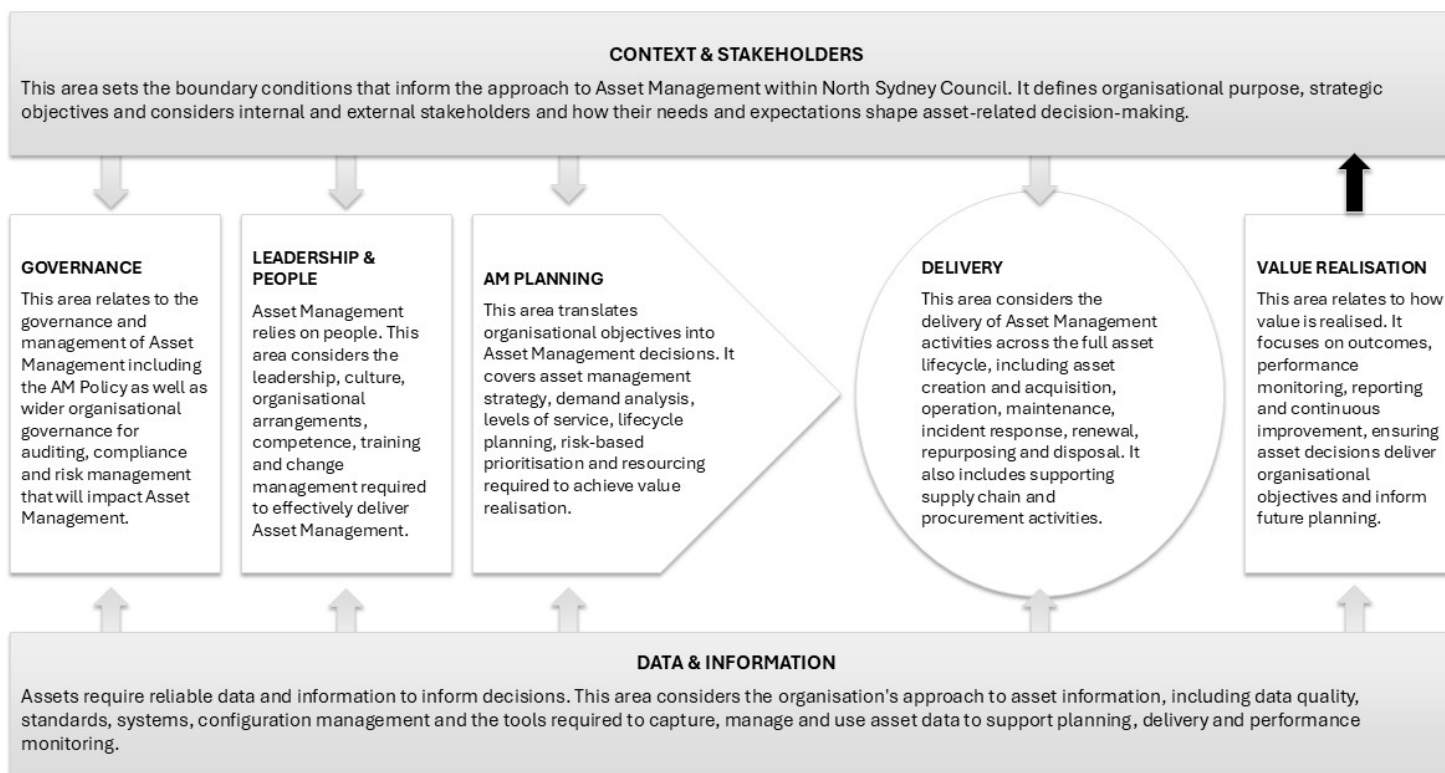 CONTEXT & STAKEHOLDERS
This area sets the boundary conditions that inform the approach to Asset Management within North Sydney Council. It defines organisational purpose, strategic
objectives and considers internal and external stakeholders and how their needs and expectations shape asset-related decision-making.
GOVERNANCE
This area relates to the
governance and
management of Asset
Management including
the AM Policy as well as
wider organisational
governance for
auditing, compliance
and risk management
that will impact Asset
Management.
LEADERSHIP &
PEOPLE
Asset Management
relies on people. This
area considers the
leadership, culture,
organisational
arrangements,
competence, training
and change
management required
to effectively deliver
Asset Management.
AM PLANNING
This area translates
organisational objectives into
Asset Management decisions. It
covers asset management
strategy, demand analysis,
levels of service, lifecycle
planning, risk-based
prioritisation and resourcing
required to achieve value
realisation.
DELIVERY
This area considers the
delivery of Asset Management
activities across the full asset
lifecycle, including asset
creation and acquisition,
operation, maintenance,
incident response, renewal,
repurposing and disposal. It
also includes supporting
supply chain and
procurement activities.
VALUE REALISATION
This area relates to how
value is realised. It
focuses on outcomes,
performance
monitoring, reporting
and continuous
improvement, ensuring
asset decisions deliver
organisational
objectives and inform
future planning.
DATA & INFORMATION
Assets require reliable data and information to inform decisions. This area considers the organisation's approach to asset information, including data quality,
standards, systems, configuration management and the tools required to capture, manage and use asset data to support planning, delivery and performance
monitoring.